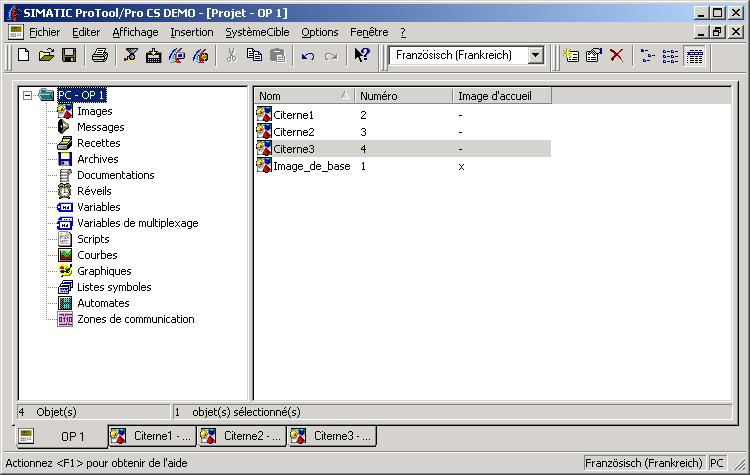 SIMATIC ProTool/Pro CS DEMO - [Projet - OP 1]
Fichier Editer Affichage Insertion SystèmeCible Options Fenêtre ?
Französisch (Frankreich)
PC - OP 1
Images
Messages
Recettes
Archives
Documentations
Réveils
Variables
Variables de multiplexage
Scripts
Courbes
Graphiques
Listes symboles
Automates
Zones de communication
Nom Numéro Image d'accueil
Citerne1 2 -
Citerne2 3 -
Citerne3 4 -
Image_de_base 1 x
4 Objet(s) 1 objet(s) sélectionné(s)
OP 1 Citerne1 - ... Citerne2 - ... Citerne3 - ...
Actionnez <F1> pour obtenir de l'aide Französisch (Frankreich) PC